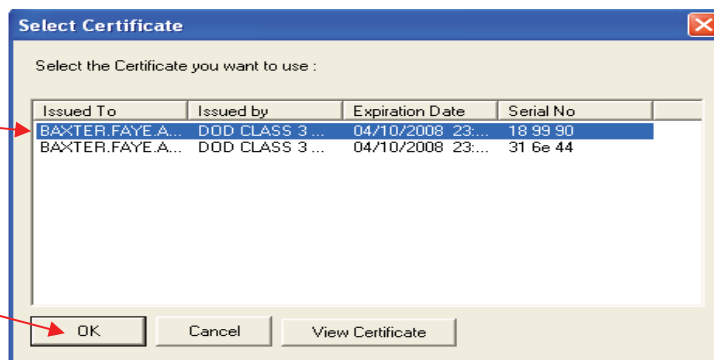 Select Certificate
Select the Certificate you want to use :
Issued To Issued by Expiration Date Serial No
BAXTER.FAYE.A... DOD CLASS 3 ... 04/10/2008 23:... 18 99 90
BAXTER.FAYE.A... DOD CLASS 3 ... 04/10/2008 23:... 31 6e 44
OK Cancel View Certificate